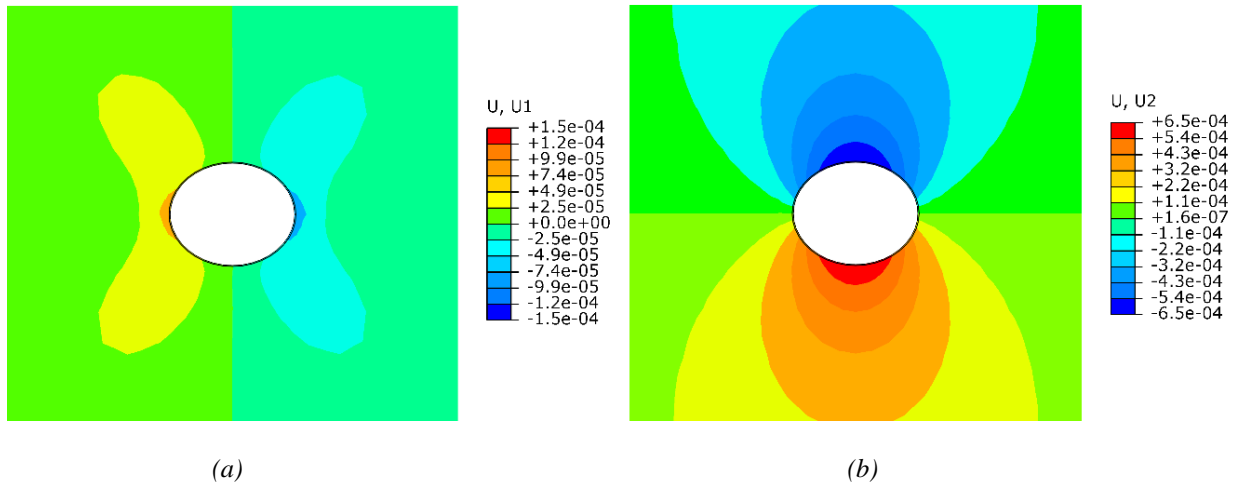 U, U1
+1.5e-04
+1.2e-04
+9.9e-05
+7.4e-05
+4.9e-05
+2.5e-05
+0.0e+00
-2.5e-05
-4.9e-05
-7.4e-05
-9.9e-05
-1.2e-04
-1.5e-04
U, U2
+6.5e-04
+5.4e-04
+4.3e-04
+3.2e-04
+2.2e-04
+1.1e-04
+1.6e-07
-1.1e-04
-2.2e-04
-3.2e-04
-4.3e-04
-5.4e-04
-6.5e-04
(a)
(b)